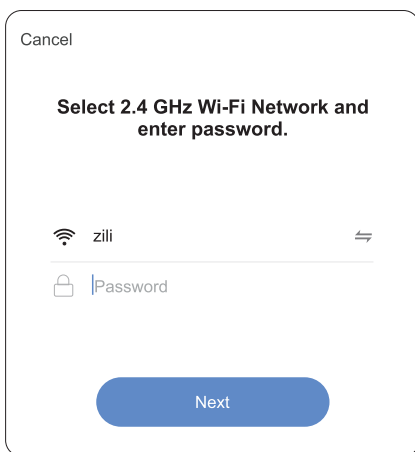 Cancel
Select 2.4 GHz Wi-Fi Network and
enter password.
zili
Password
Next